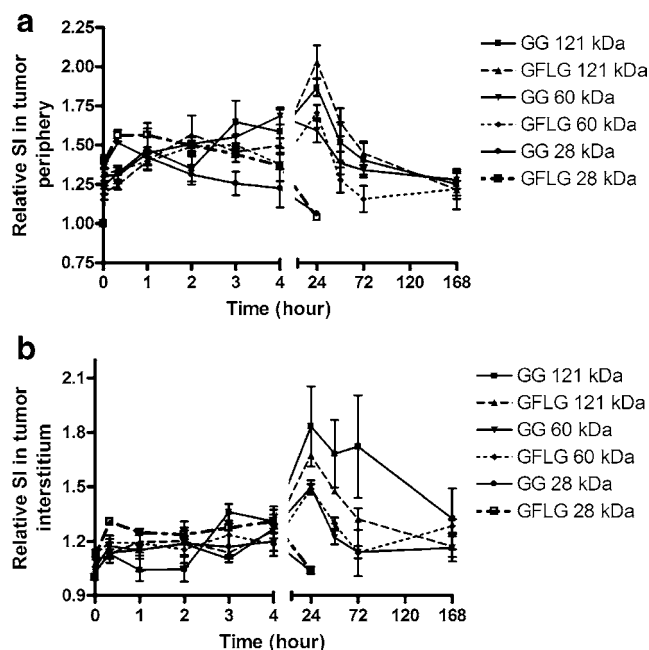 a
2.25
2.00
1.75
1.50
1.25
1.00
0.75
Relative SI in tumor
periphery
0 1 2 3 4 24 72 120 168
Time (hour)
GG 121 kDa
GFLG 121 kDa
GG 60 kDa
GFLG 60 kDa
GG 28 kDa
GFLG 28 kDa
b
2.1
1.8
1.5
1.2
0.9
Relative SI in tumor
interstitium
0 1 2 3 4 24 72 120 168
Time (hour)
GG 121 kDa
GFLG 121 kDa
GG 60 kDa
GFLG 60 kDa
GG 28 kDa
GFLG 28 kDa